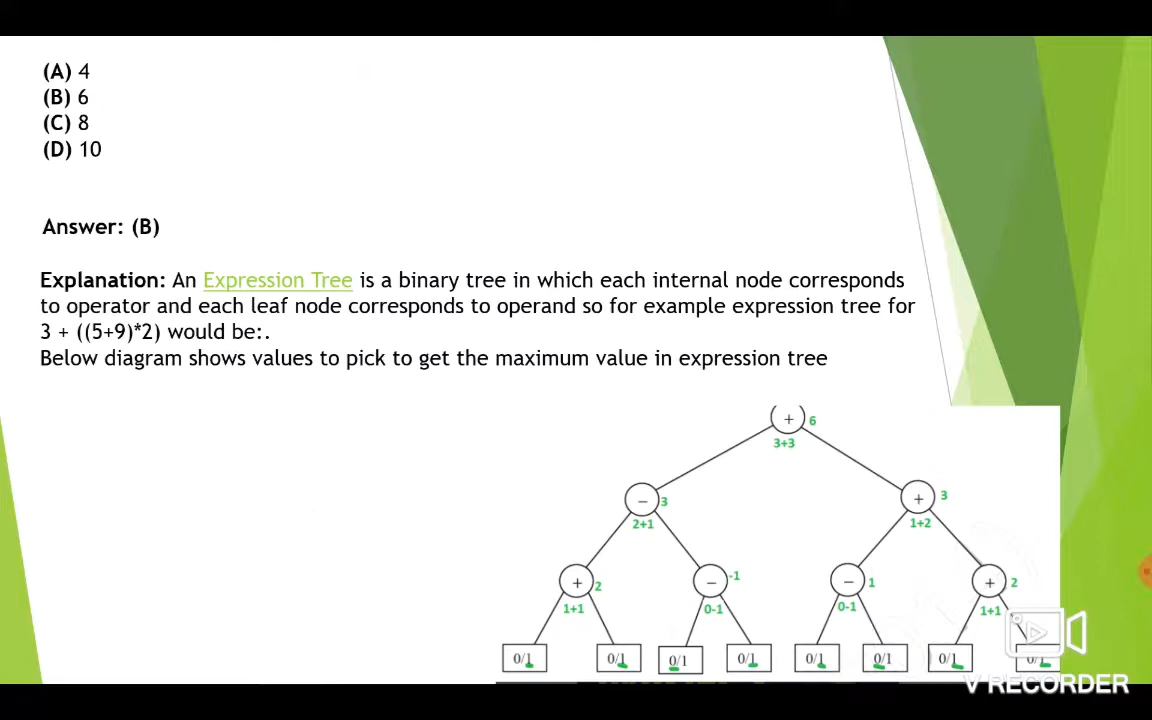 (A) 4
(B) 6
(C) 8
(D) 10
Answer: (B)
Explanation: An Expression Tree is a binary tree in which each internal node corresponds
to operator and each leaf node corresponds to operand so for example expression tree for
3 + ((5+9)*2) would be:.
Below diagram shows values to pick to get the maximum value in expression tree
+ 6
3+3
− 3 + 3
2+1 1+2
+ 2 − -1 − 1 + 2
1+1 0-1 0-1 1+1
0/1 0/1 0/1 0/1 0/1 0/1 0/1 0/1
V RECORDER